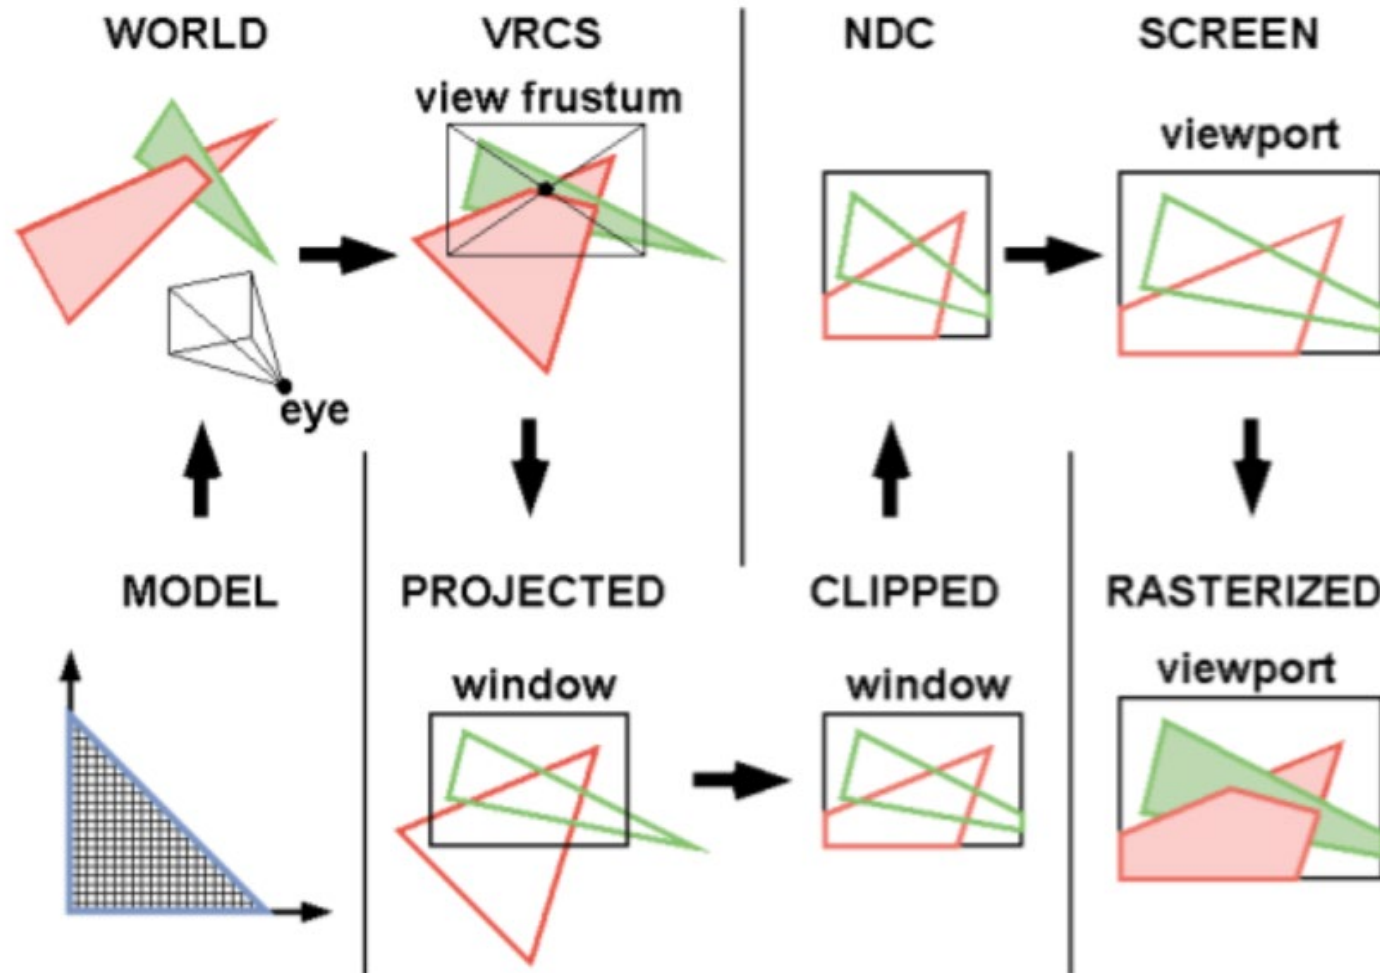 WORLD
VRCS
view frustum
NDC
SCREEN
viewport
eye
MODEL
PROJECTED
window
CLIPPED
window
RASTERIZED
viewport